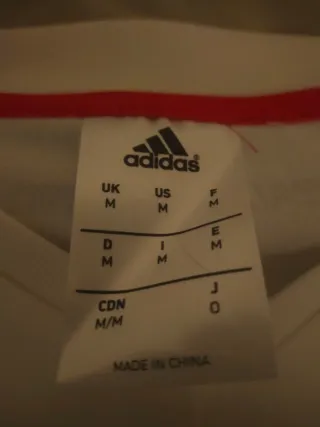 adidas®
UK US F
M M M
D I E
M M M
CDN J
M/M O
MADE IN CHINA